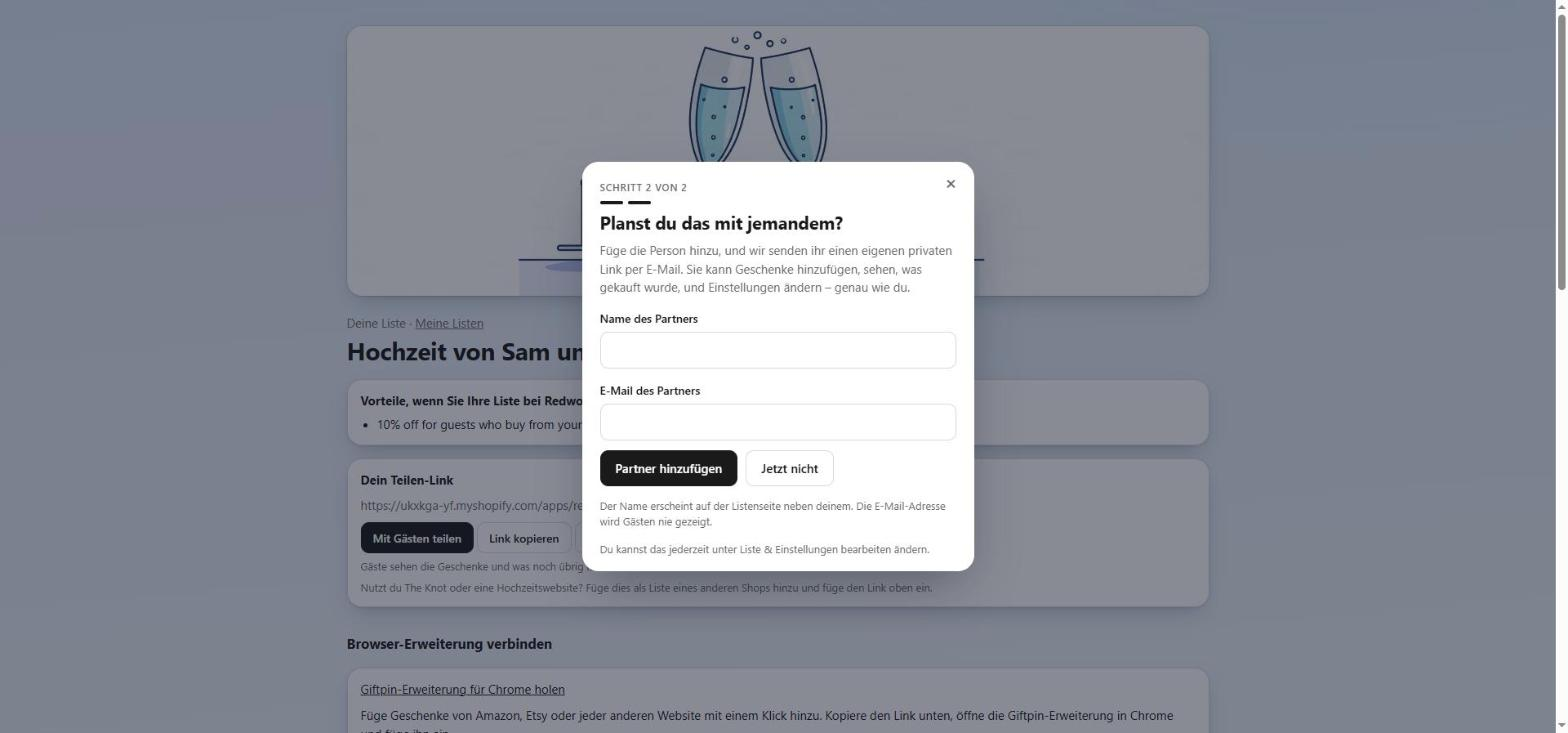 SCHRITT 2 VON 2
Planst du das mit jemandem?
Füge die Person hinzu, und wir senden ihr einen eigenen privaten
Link per E-Mail. Sie kann Geschenke hinzufügen, sehen, was
gekauft wurde, und Einstellungen ändern – genau wie du.
Name des Partners
E-Mail des Partners
Partner hinzufügen
Jetzt nicht
Der Name erscheint auf der Listenseite neben deinem. Die E-Mail-Adresse
wird Gästen nie gezeigt.
Du kannst das jederzeit unter Liste & Einstellungen bearbeiten ändern.
Deine Liste · Meine Listen
Hochzeit von Sam
Vorteile, wenn Sie Ihre Liste bei
10% off for guests who buy from your
Dein Teilen-Link
https://ukxkga-yf.myshopify.com/apps/re
Mit Gästen teilen
Link kopieren
Gäste sehen die Geschenke und was noch übrig
Nutzt du The Knot oder eine Hochzeitswebsite? Füge dies als Liste eines anderen Shops hinzu und füge den Link oben ein.
Browser-Erweiterung verbinden
Giftpin-Erweiterung für Chrome holen
Füge Geschenke von Amazon, Etsy oder jeder anderen Website mit einem Klick hinzu. Kopiere den Link unten, öffne die Giftpin-Erweiterung in Chrome
und füge ihn ein.